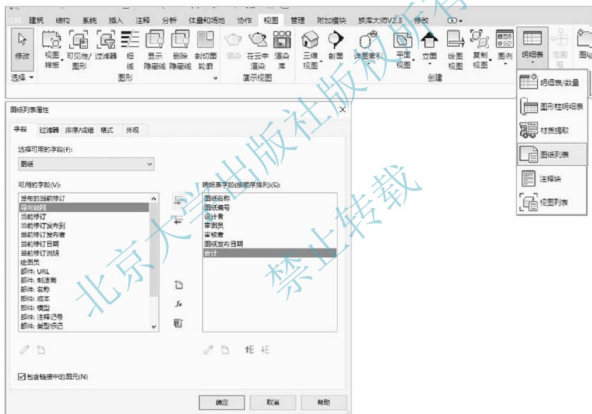 建筑 结构 系统 插入 注释 分析 体量和场地 协作 视图 管理 附加模块 族库大师V2.3 修改
修改 视图样板 可见性/图形 过滤器 细线 显示隐藏线 删除隐藏线 剖切面轮廓 渲染 在云中渲染 渲染库 三维视图 剖面 详图索引 平面视图 立面 绘图视图 复制视图 图例 明细表
选择 图形 演示视图 创建
明细表/数量
图形柱明细表
材质提取
图纸列表
注释块
视图列表
图纸列表属性
字段 过滤器 排序/成组 格式 外观
选择可用的字段(F):
图纸
可用的字段(V):
发布的当前修订
导向轴网
当前修订
当前修订发布到
当前修订发布者
当前修订日期
当前修订说明
绘图员
部件: URL
部件: 制造商
部件: 名称
部件: 成本
部件: 模型
部件: 注释记号
部件: 类型标记
明细表字段(按顺序排列)(S):
图纸名称
图纸编号
设计者
审图员
审核者
图纸发布日期
合计
包含链接中的图元(N)
确定 取消 帮助
北京大学出版社版权所有
禁止转载